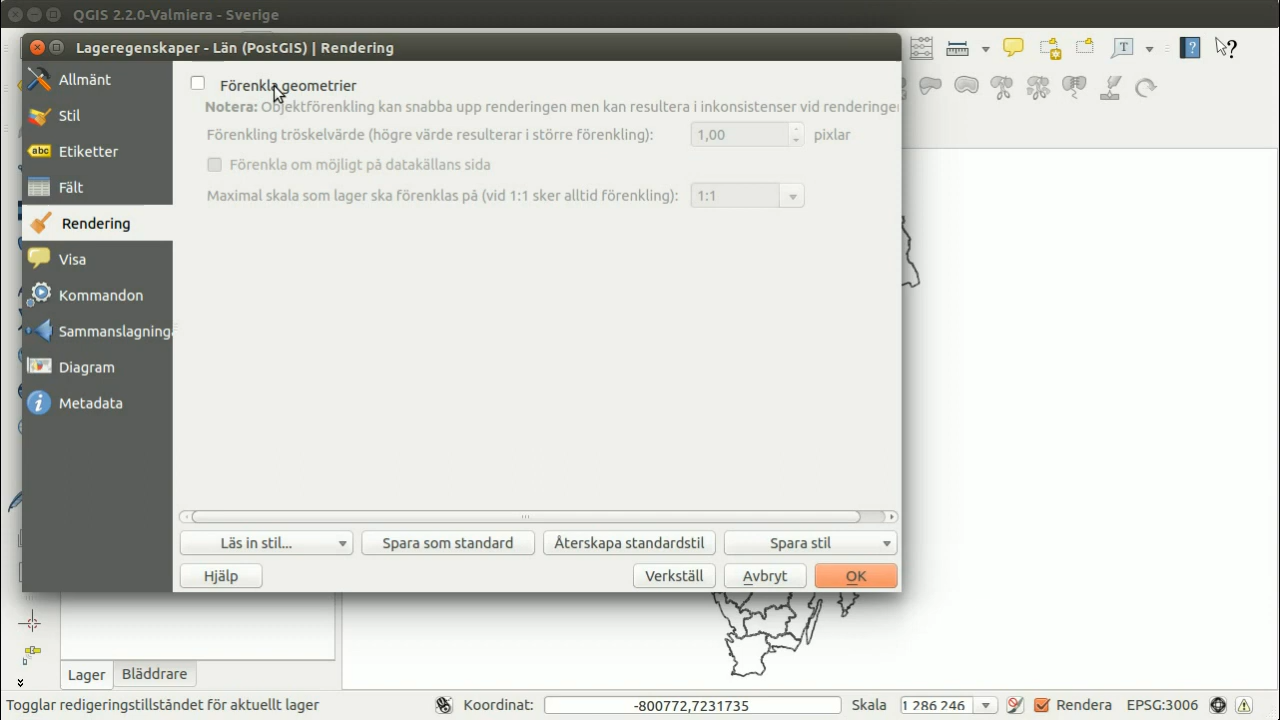 QGIS 2.2.0-Valmiera - Sverige
Lageregenskaper - Län (PostGIS) | Rendering
Allmänt
Stil
abc Etiketter
Fält
Rendering
Visa
Kommandon
Sammanslagninga
Diagram
Metadata
Förenkla geometrier
Notera: Objektförenkling kan snabba upp renderingen men kan resultera i inkonsistenser vid renderinge
Förenkling tröskelvärde (högre värde resulterar i större förenkling): 1,00 pixlar
Förenkla om möjligt på datakällans sida
Maximal skala som lager ska förenklas på (vid 1:1 sker alltid förenkling): 1:1
Läs in stil... Spara som standard Återskapa standardstil Spara stil
Hjälp Verkställ Avbryt OK
Lager Bläddrare
Togglar redigeringstillståndet för aktuellt lager Koordinat: -800772,7231735 Skala 1 286 246 Rendera EPSG:3006